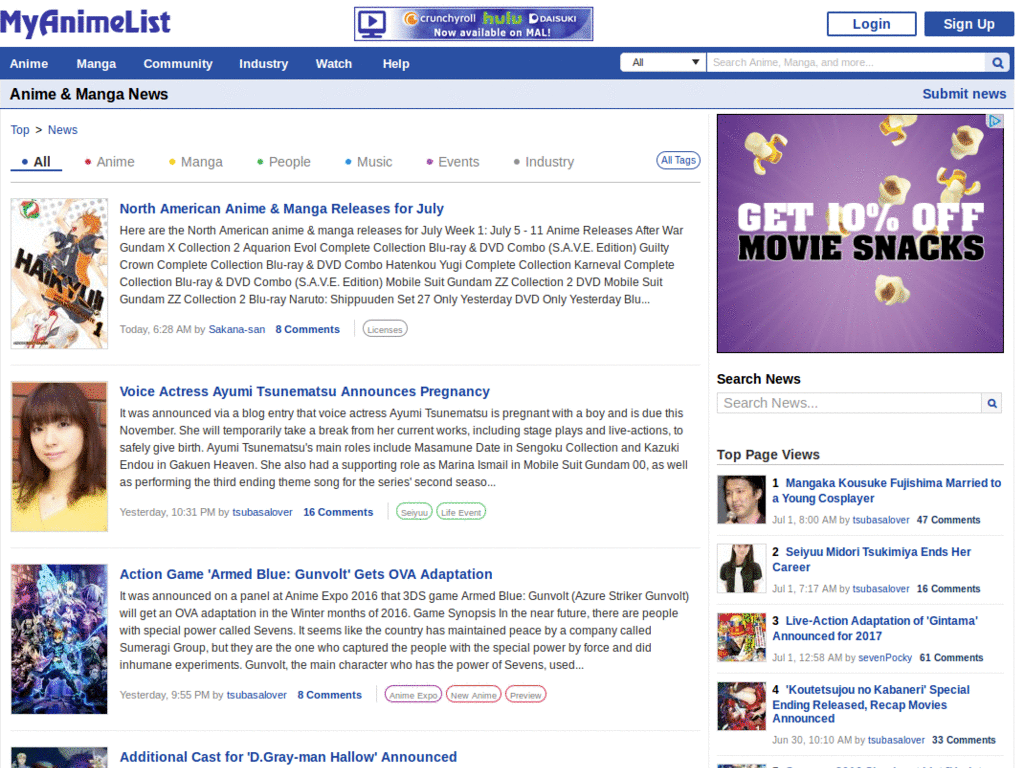 MyAnimeList
crunchyroll hulu DAISUKI
Now available on MAL!
Login
Sign Up
Anime Manga Community Industry Watch Help
All
Search Anime, Manga, and more...
Anime & Manga News
Submit news
Top > News
All Anime Manga People Music Events Industry
All Tags
North American Anime & Manga Releases for July
Here are the North American anime & manga releases for July Week 1: July 5 - 11 Anime Releases After War
Gundam X Collection 2 Aquarion Evol Complete Collection Blu-ray & DVD Combo (S.A.V.E. Edition) Guilty
Crown Complete Collection Blu-ray & DVD Combo Hatenkou Yugi Complete Collection Karneval Complete
Collection Blu-ray & DVD Combo (S.A.V.E. Edition) Mobile Suit Gundam ZZ Collection 2 DVD Mobile Suit
Gundam ZZ Collection 2 Blu-ray Naruto: Shippuuden Set 27 Only Yesterday DVD Only Yesterday Blu...
Today, 6:28 AM by Sakana-san 8 Comments
Licenses
HAIKYU!!
1
Voice Actress Ayumi Tsunematsu Announces Pregnancy
It was announced via a blog entry that voice actress Ayumi Tsunematsu is pregnant with a boy and is due this
November. She will temporarily take a break from her current works, including stage plays and live-actions, to
safely give birth. Ayumi Tsunematsu's main roles include Masamune Date in Sengoku Collection and Kazuki
Endou in Gakuen Heaven. She also had a supporting role as Marina Ismail in Mobile Suit Gundam 00, as well
as performing the third ending theme song for the series' second seaso...
Yesterday, 10:31 PM by tsubasalover 16 Comments
Seiyuu Life Event
Action Game 'Armed Blue: Gunvolt' Gets OVA Adaptation
It was announced on a panel at Anime Expo 2016 that 3DS game Armed Blue: Gunvolt (Azure Striker Gunvolt)
will get an OVA adaptation in the Winter months of 2016. Game Synopsis In the near future, there are people
with special power called Sevens. It seems like the country has maintained peace by a company called
Sumeragi Group, but they are the one who captured the people with the special power by force and did
inhumane experiments. Gunvolt, the main character who has the power of Sevens, used...
Yesterday, 9:55 PM by tsubasalover 8 Comments
Anime Expo New Anime Preview
Additional Cast for 'D.Gray-man Hallow' Announced
GET 10% OFF
MOVIE SNACKS
Search News
Search News...
Top Page Views
1 Mangaka Kousuke Fujishima Married to
a Young Cosplayer
Jul 1, 8:00 AM by tsubasalover 47 Comments
2 Seiyuu Midori Tsukimiya Ends Her
Career
Jul 1, 7:17 AM by tsubasalover 16 Comments
3 Live-Action Adaptation of 'Gintama'
Announced for 2017
Jul 1, 12:58 AM by sevenPocky 61 Comments
4 'Koutetsujou no Kabaneri' Special
Ending Released, Recap Movies
Announced
Jun 30, 10:10 AM by tsubasalover 33 Comments